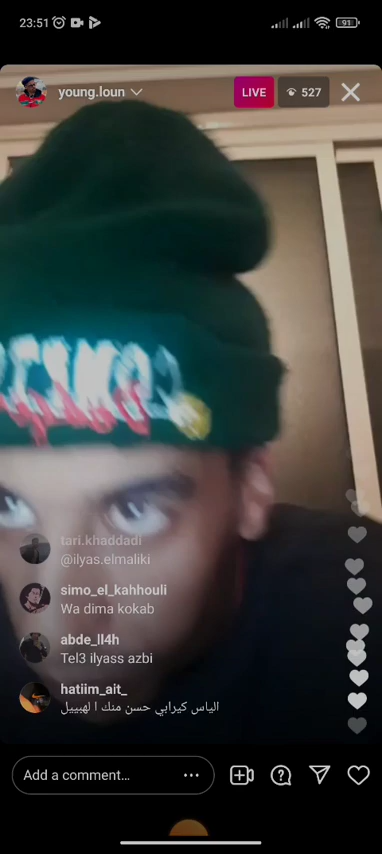 23:51
91
young.loun
LIVE
527
tari.khaddadi
@ilyas.elmaliki
simo_el_kahhouli
Wa dima kokab
abde_ll4h
Tel3 ilyass azbi
hatiim_ait_
الياس كيرابي حسن منك ا لهبييل
Add a comment...